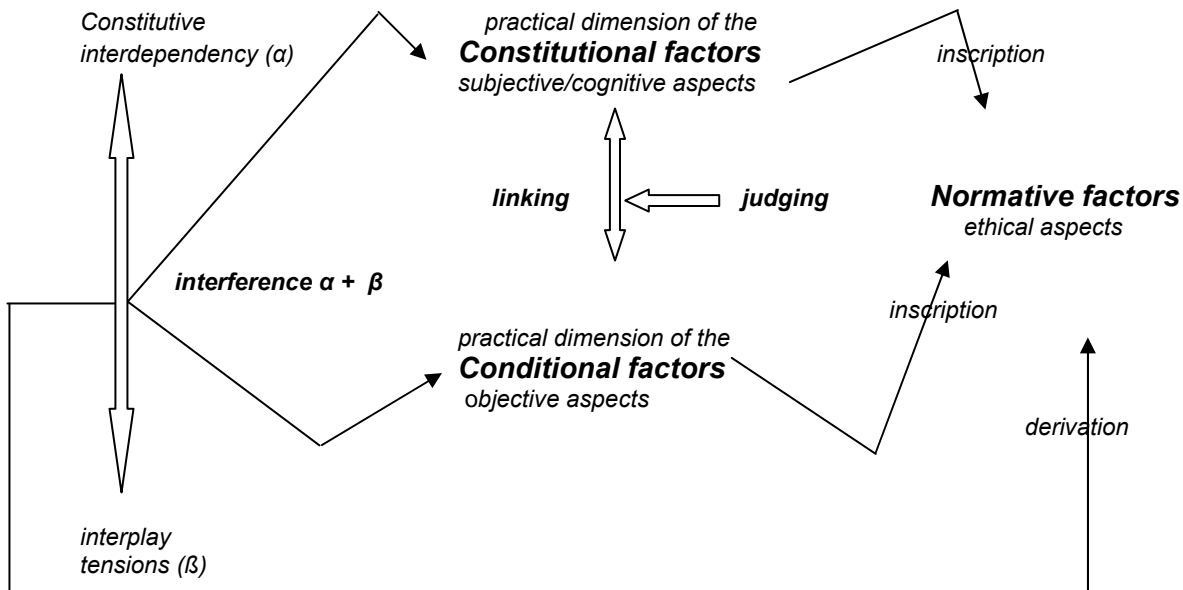 Constitutive
interdependency (α)
practical dimension of the
Constitutional factors
subjective/cognitive aspects
inscription
linking
judging
Normative factors
ethical aspects
interference α + β
inscription
practical dimension of the
Conditional factors
objective aspects
derivation
interplay
tensions (ß)